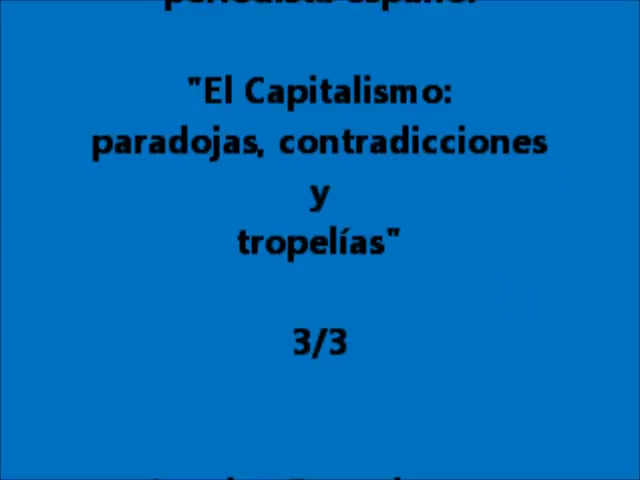 "El Capitalismo:
paradojas, contradicciones
y
tropelías"
3/3